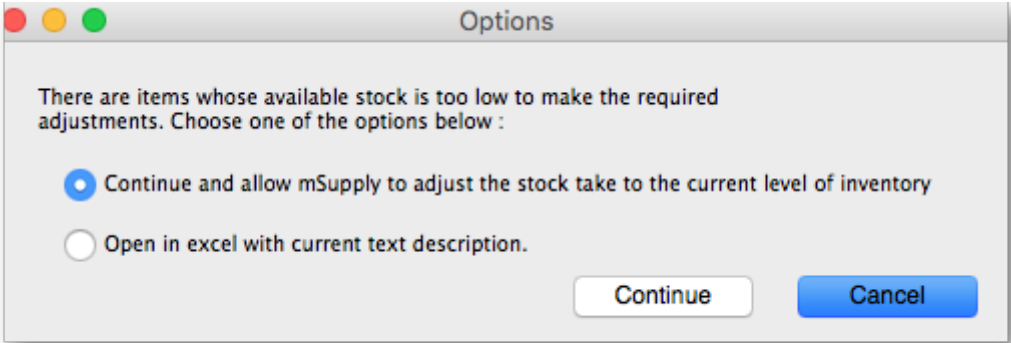 Options
There are items whose available stock is too low to make the required
adjustments. Choose one of the options below :
Continue and allow mSupply to adjust the stock take to the current level of inventory
Open in excel with current text description.
Continue
Cancel